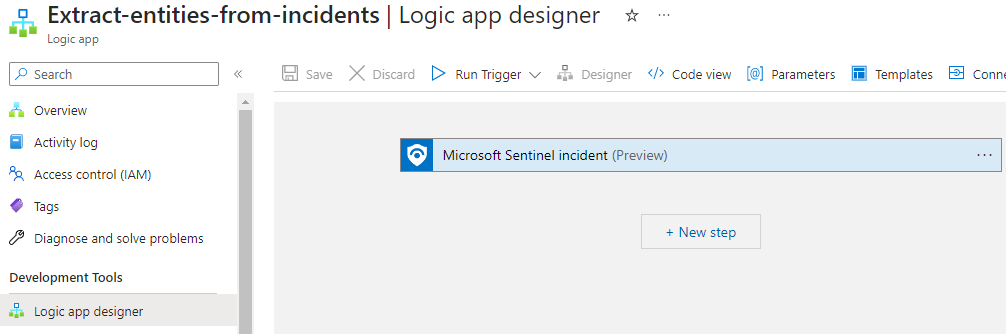 Extract-entities-from-incidents | Logic app designer
Logic app
Search
Save Discard Run Trigger Designer Code view Parameters Templates Conne
Overview
Activity log
Access control (IAM)
Tags
Diagnose and solve problems
Development Tools
Logic app designer
Microsoft Sentinel incident (Preview)
+ New step